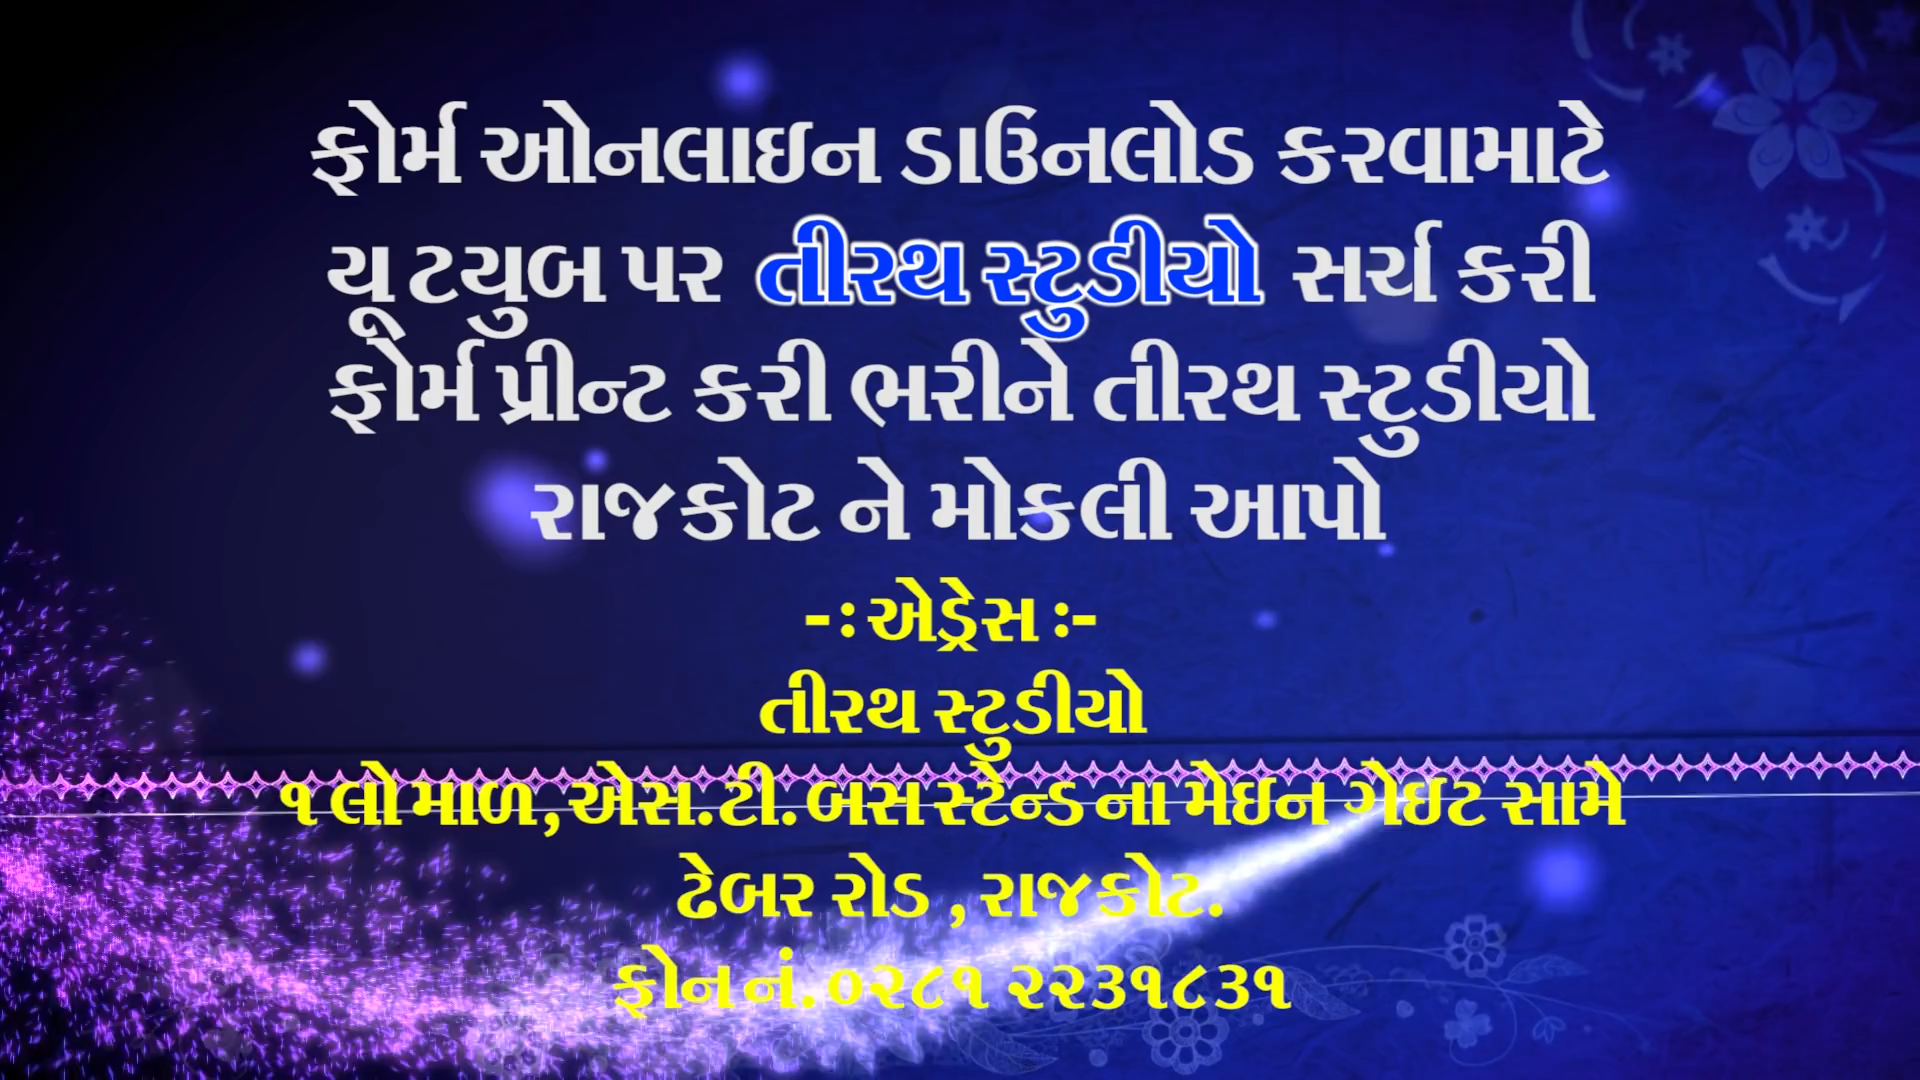 ફોર્મ ઓનલાઇન ડાઉનલોડ કરવામાટે
યૂ ટયુબ પર તીરથ સ્ટુડીયો સર્ચ કરી
ફોર્મ પ્રીન્ટ કરી ભરીને તીરથ સ્ટુડીયો
રાજકોટ ને મોકલી આપો
-ઃ એડ્રેસ ઃ-
તીરથ સ્ટુડીયો
૧ લો માળ,એસ.ટી. બસ સ્ટેન્ડ ના મેઇન ગેઇટ સામે
ઢેબર રોડ , રાજકોટ.
ફોન નં. ૦૨૮૧ ૨૨૩૧૮૩૧